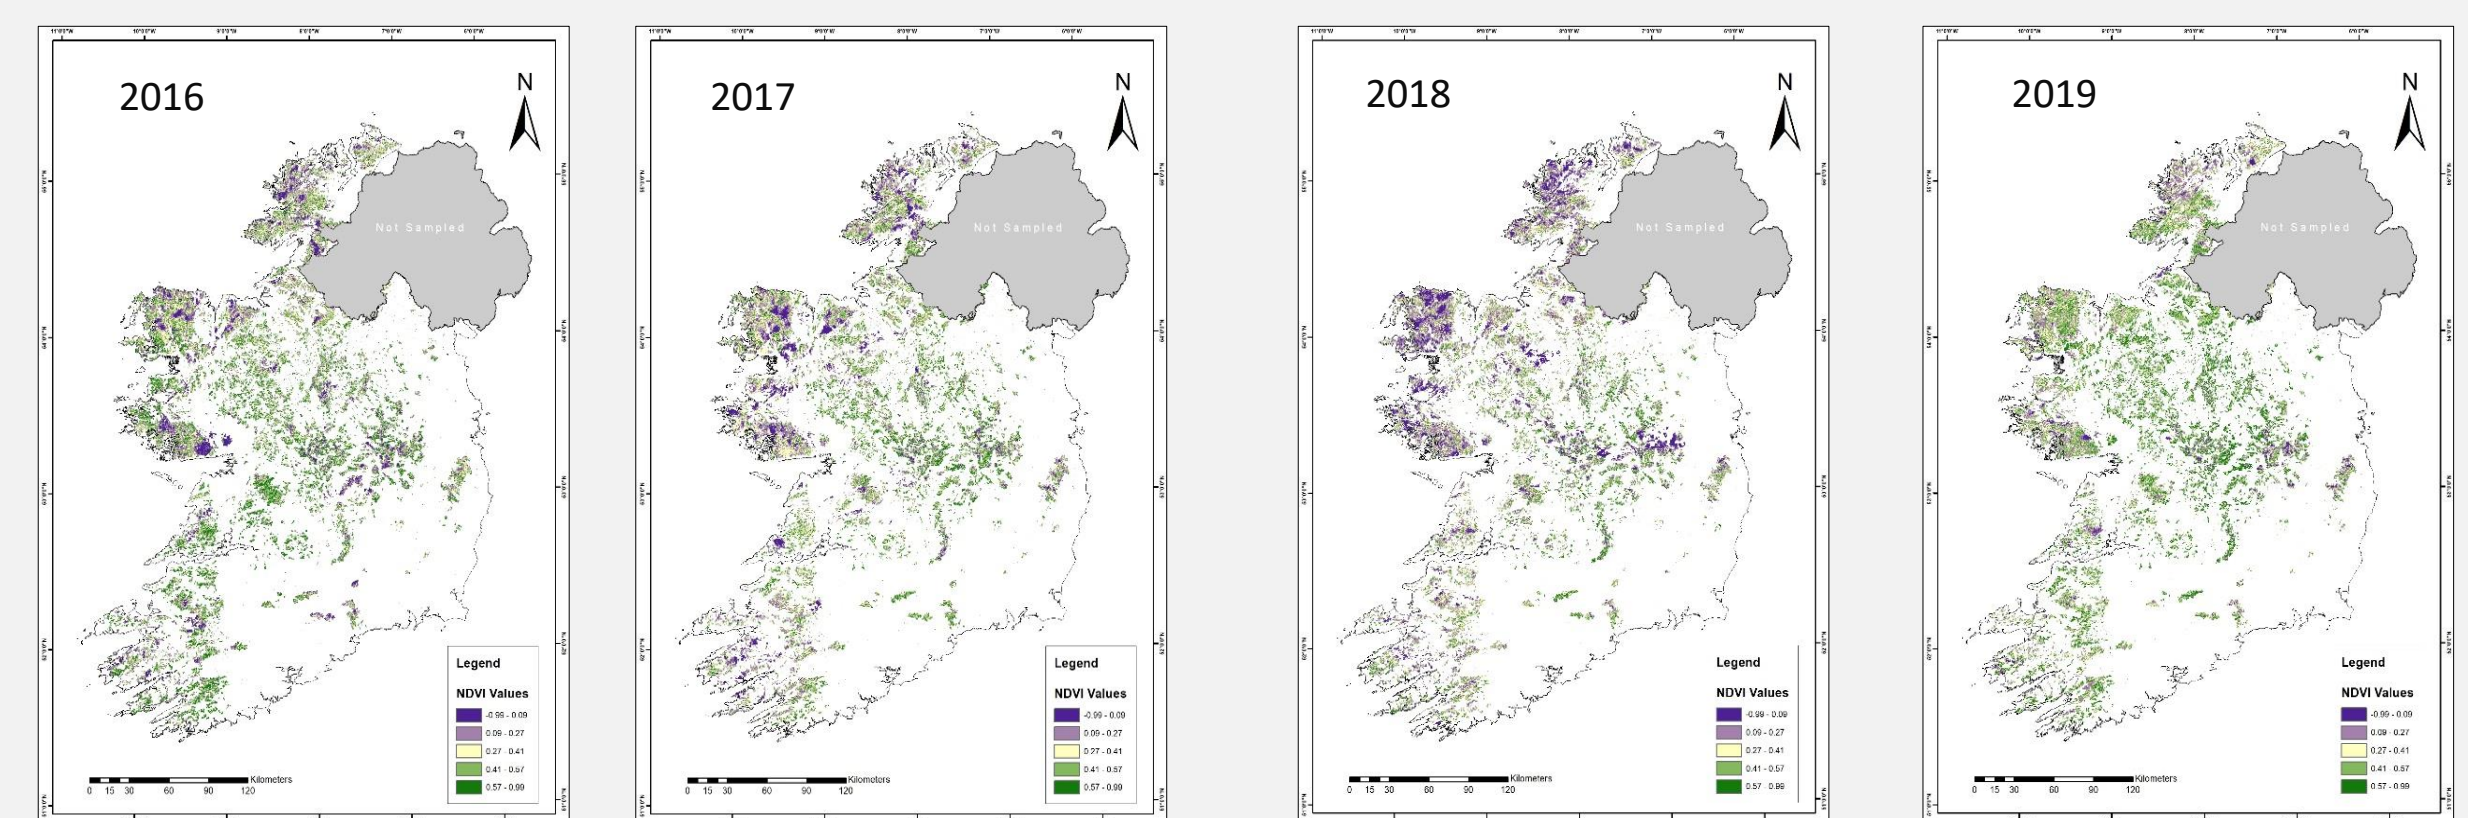 2016
N
Not Sampled
Legend
NDVI Values
-0.99 - 0.09
0.09 - 0.27
0.27 - 0.41
0.41 - 0.57
0.57 - 0.99
Kilometers
0 15 30 60 90 120
2017
N
Not Sampled
Legend
NDVI Values
-0.99 - 0.09
0.09 - 0.27
0.27 - 0.41
0.41 - 0.57
0.57 - 0.99
Kilometers
0 15 30 60 90 120
2018
N
Not Sampled
Legend
NDVI Values
-0.99 - 0.09
0.09 - 0.27
0.27 - 0.41
0.41 - 0.57
0.57 - 0.99
Kilometers
0 15 30 60 90 120
2019
N
Not Sampled
Legend
NDVI Values
-0.99 - 0.09
0.09 - 0.27
0.27 - 0.41
0.41 - 0.57
0.57 - 0.99
Kilometers
0 15 30 60 90 120